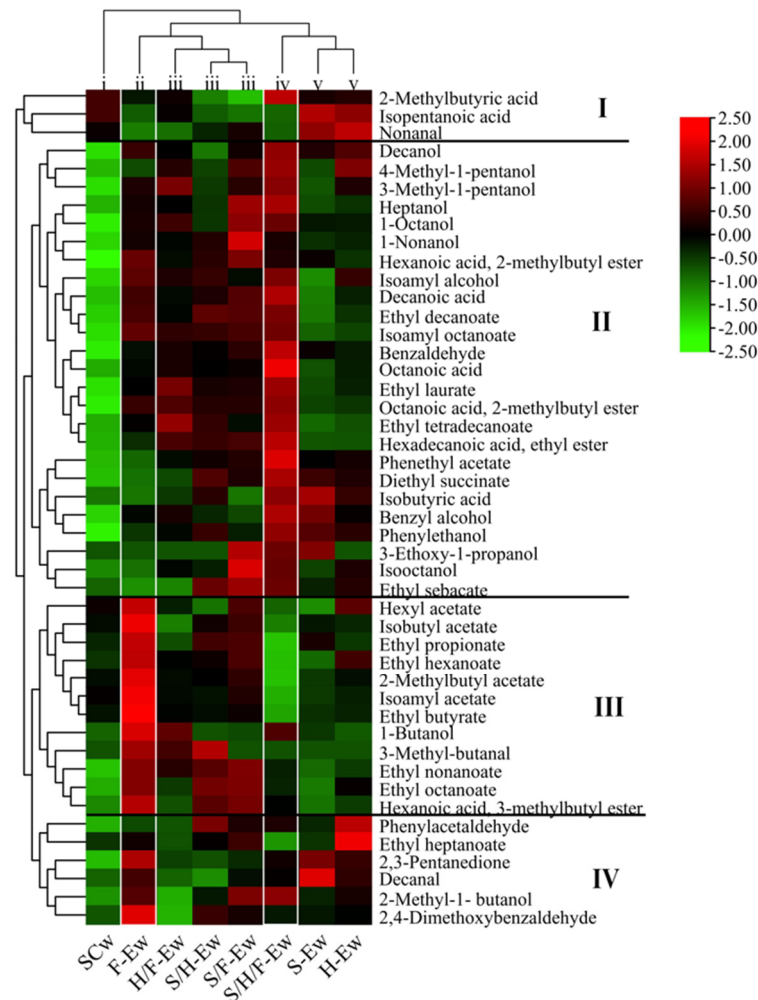 i ii iii iii iii iv v v
2-Methylbutyric acid
Isopentanoic acid
Nonanal
I
Decanol
4-Methyl-1-pentanol
3-Methyl-1-pentanol
Heptanol
1-Octanol
1-Nonanol
Hexanoic acid, 2-methylbutyl ester
Isoamyl alcohol
Decanoic acid
Ethyl decanoate
Isoamyl octanoate
II
Benzaldehyde
Octanoic acid
Ethyl laurate
Octanoic acid, 2-methylbutyl ester
Ethyl tetradecanoate
Hexadecanoic acid, ethyl ester
Phenethyl acetate
Diethyl succinate
Isobutyric acid
Benzyl alcohol
Phenylethanol
3-Ethoxy-1-propanol
Isooctanol
Ethyl sebacate
Hexyl acetate
Isobutyl acetate
Ethyl propionate
Ethyl hexanoate
2-Methylbutyl acetate
Isoamyl acetate
Ethyl butyrate
III
1-Butanol
3-Methyl-butanal
Ethyl nonanoate
Ethyl octanoate
Hexanoic acid, 3-methylbutyl ester
Phenylacetaldehyde
Ethyl heptanoate
2,3-Pentanedione
Decanal
IV
2-Methyl-1- butanol
2,4-Dimethoxybenzaldehyde
2.50
2.00
1.50
1.00
0.50
0.00
-0.50
-1.00
-1.50
-2.00
-2.50
SCw
F-Ew
H/F-Ew
S/H-Ew
S/F-Ew
S/H/F-Ew
S-Ew
H-Ew